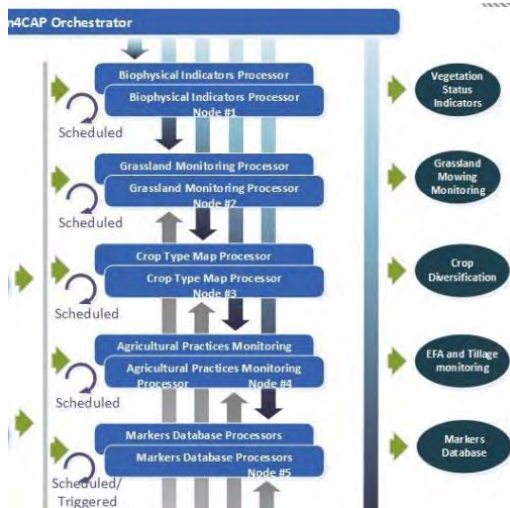 n4CAP Orchestrator
Biophysical Indicators Processor
Biophysical Indicators Processor
Node #1
Scheduled
Vegetation
Status
Indicators
Grassland Monitoring Processor
Grassland Monitoring Processor
Node #2
Scheduled
Grassland
Mowing
Monitoring
Crop Type Map Processor
Crop Type Map Processor
Node #3
Scheduled
Crop
Diversification
Agricultural Practices Monitoring
Agricultural Practices Monitoring
Processor Node #4
Scheduled
EFA and Tillage
monitoring
Markers Database Processors
Markers Database Processors
Node #5
Scheduled/
Triggered
Markers
Database